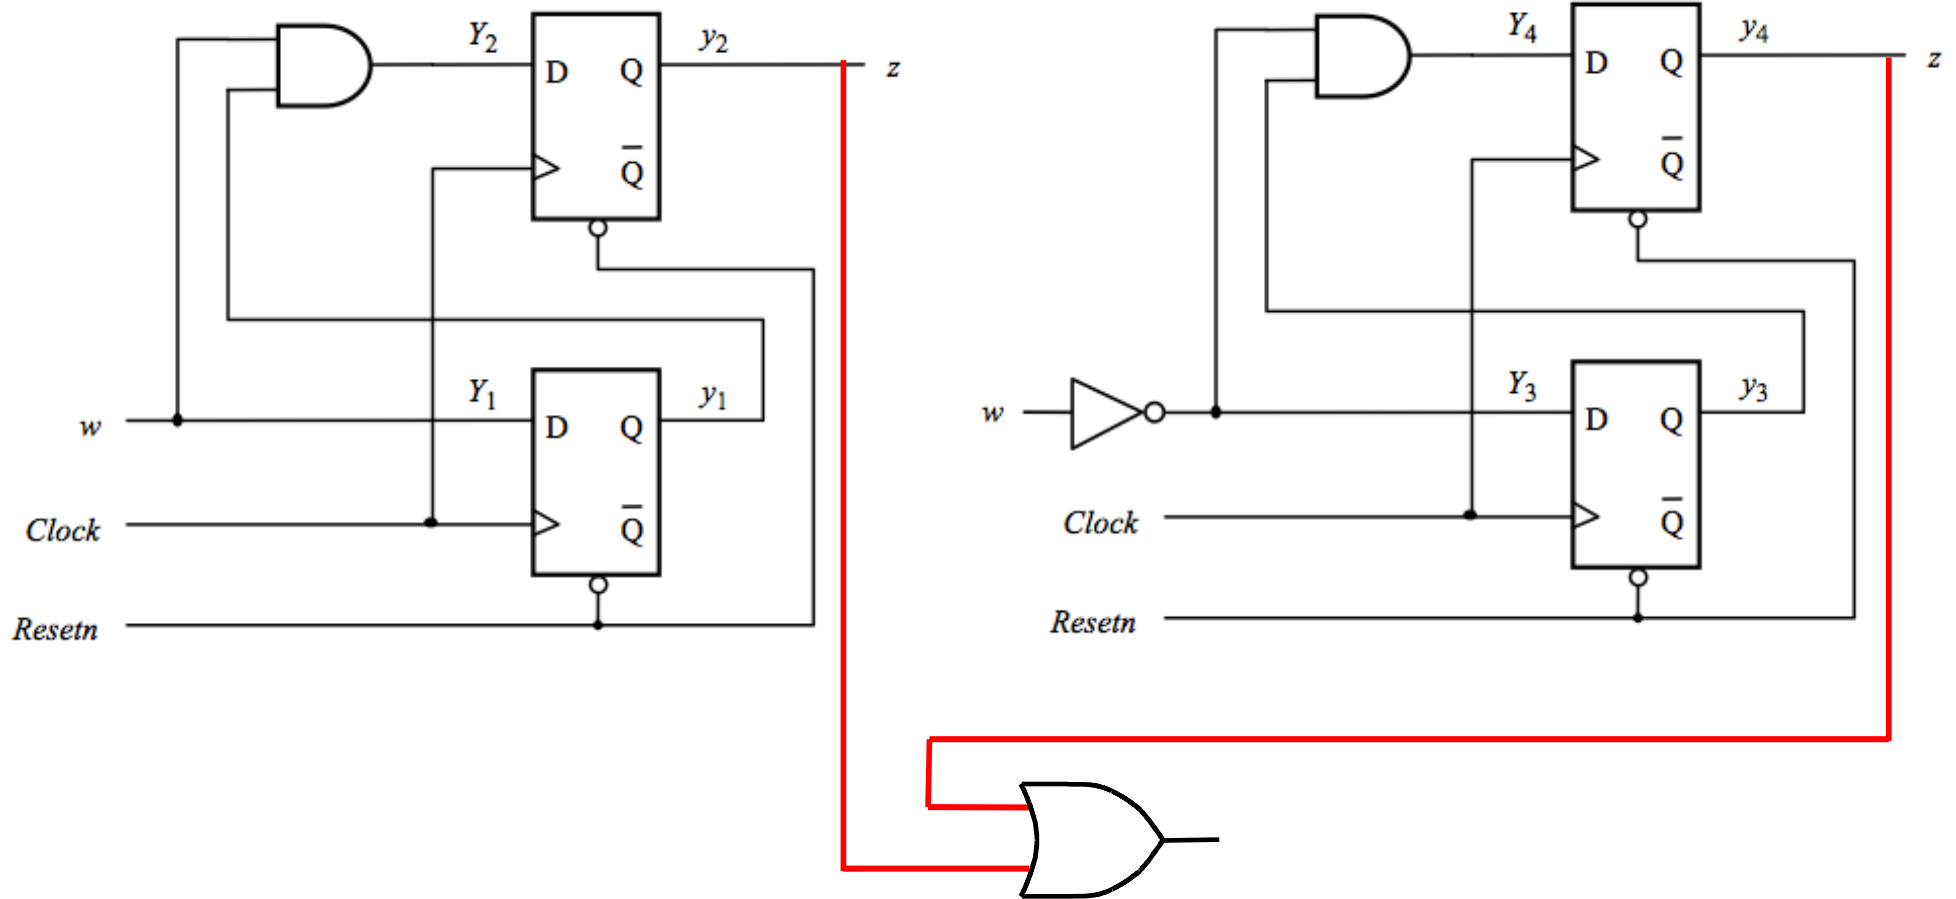 Y2 y2
D Q z
Q̅
Y1 y1
w D Q
Clock Q̅
Resetn
Y4 y4
D Q z
Q̅
Y3 y3
w D Q
Clock Q̅
Resetn